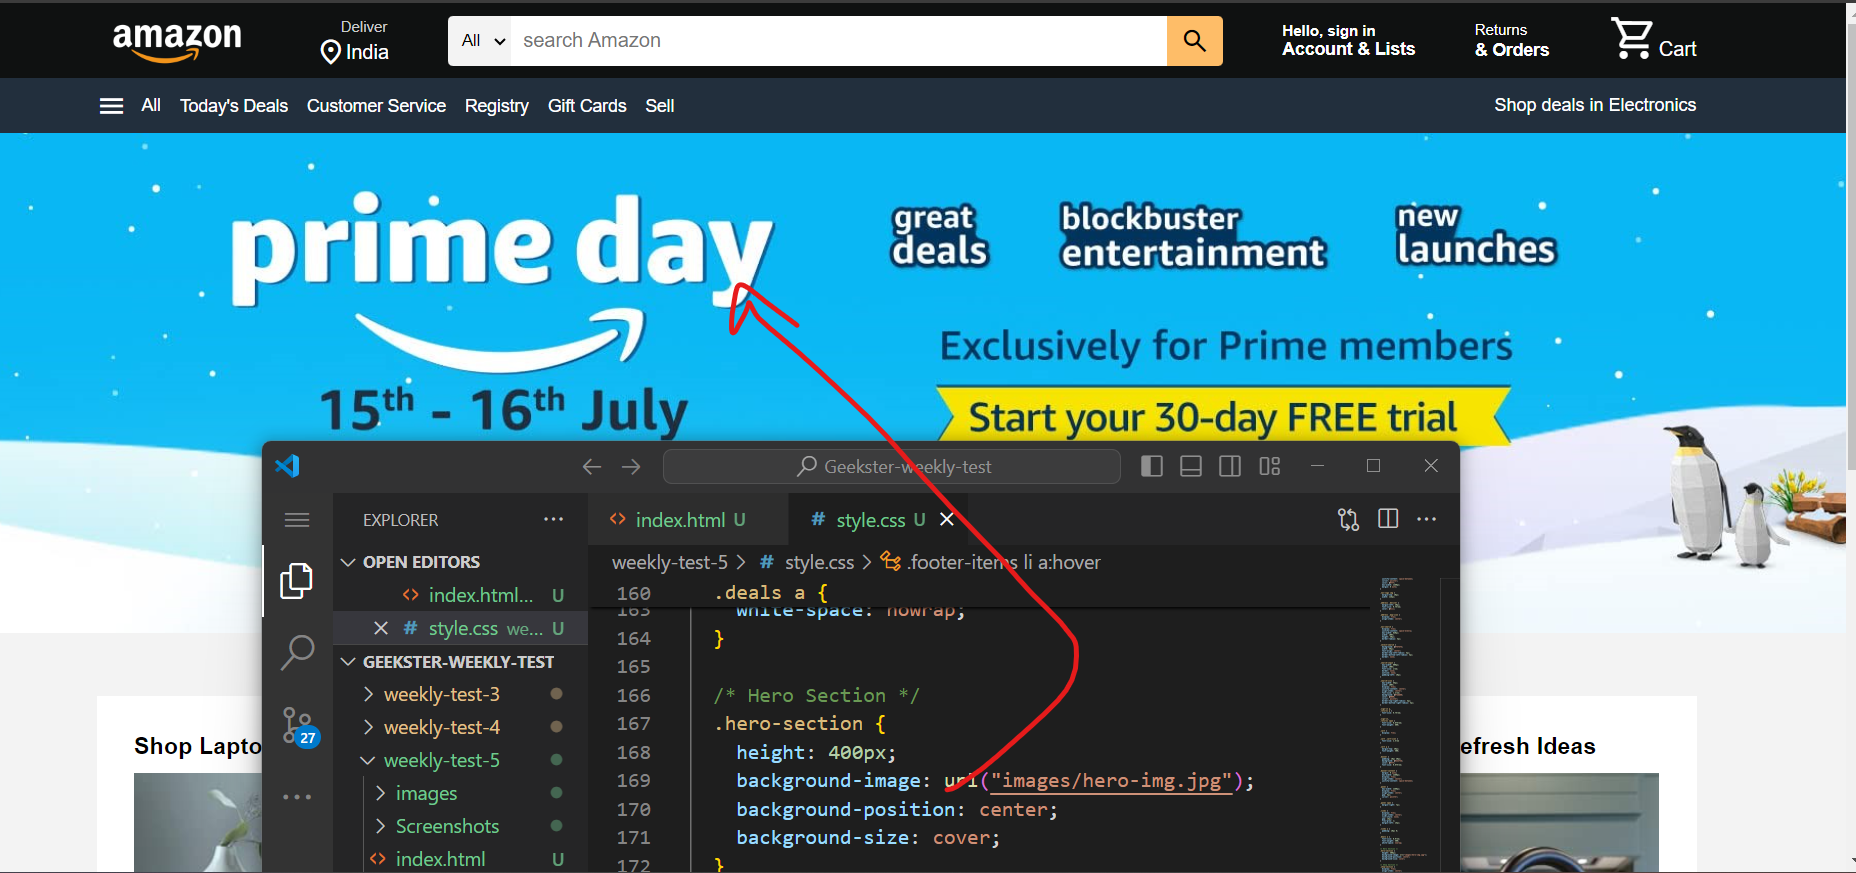 amazon
Deliver
India
All
search Amazon
Hello, sign in
Account & Lists
Returns
& Orders
Cart
All
Today's Deals
Customer Service
Registry
Gift Cards
Sell
Shop deals in Electronics
prime day
15th - 16th July
great
deals
blockbuster
entertainment
new
launches
Exclusively for Prime members
Start your 30-day FREE trial
Geekster-weekly-test
EXPLORER
index.html U
# style.css U
weekly-test-5 > # style.css > .footer-items li a:hover
OPEN EDITORS
index.html... U
# style.css we... U
GEEKSTER-WEEKLY-TEST
weekly-test-3
weekly-test-4
weekly-test-5
images
Screenshots
index.html U
27
160 .deals a {
163 white-space: nowrap;
164 }
165
166 /* Hero Section */
167 .hero-section {
168 height: 400px;
169 background-image: url("images/hero-img.jpg");
170 background-position: center;
171 background-size: cover;
172 }
Shop Lapto
efresh Ideas